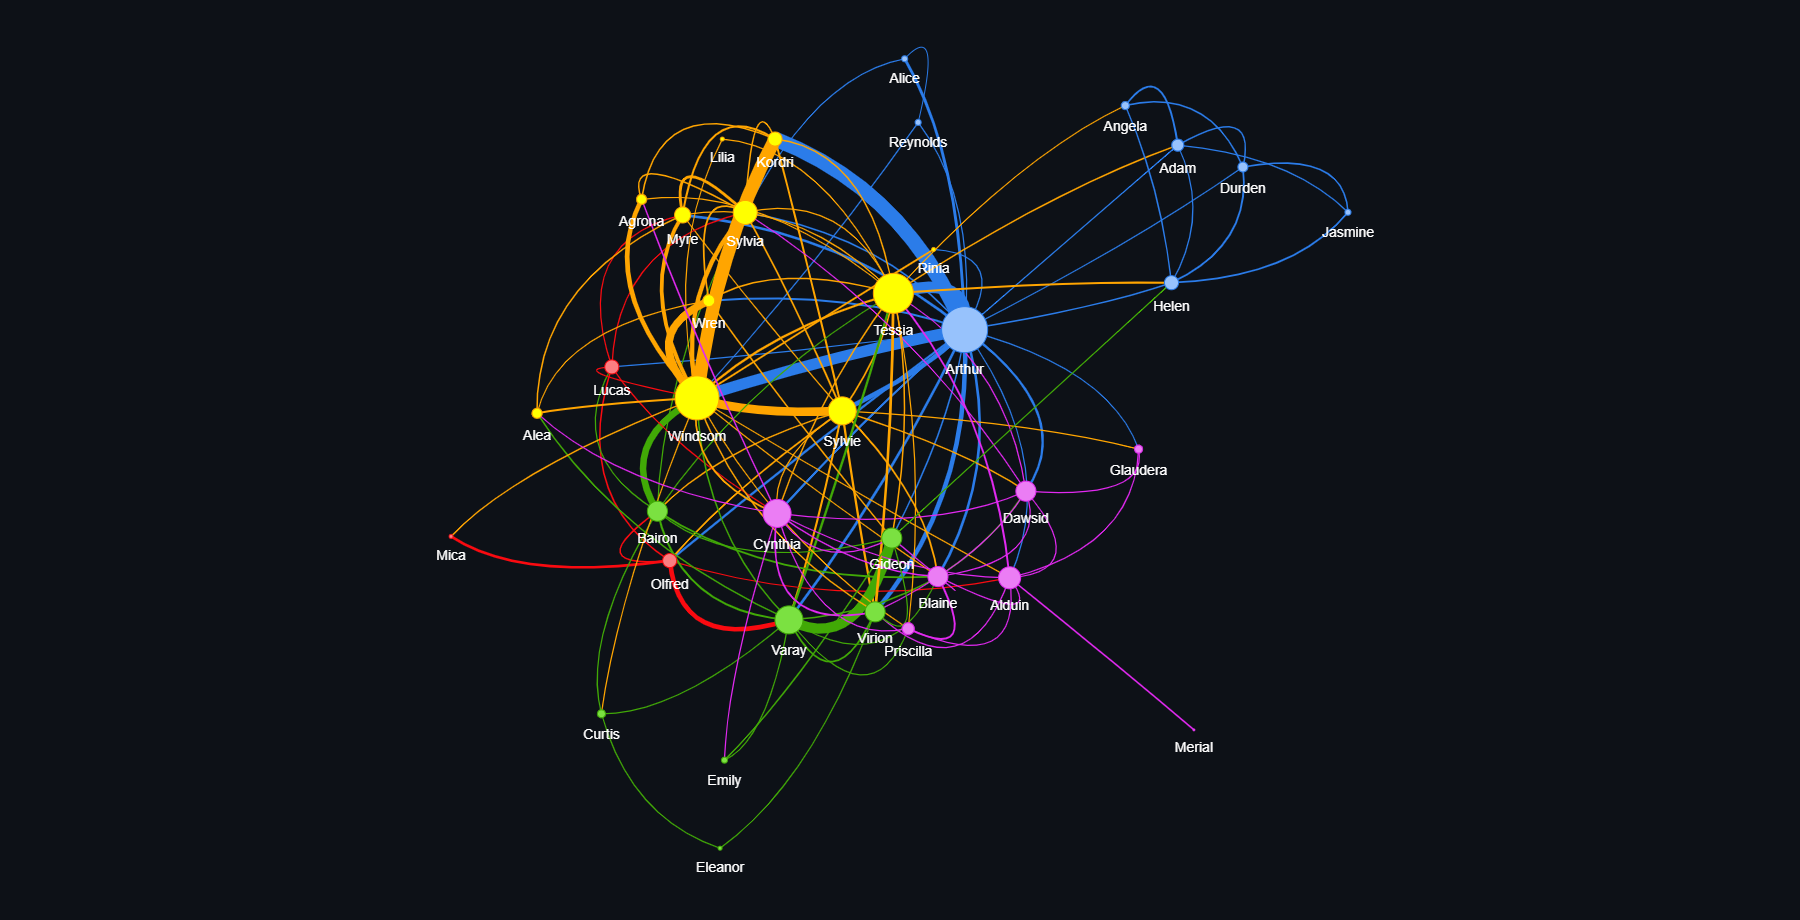 Alice
Angela
Reynolds
Lilia
Kordri
Adam
Durden
Agrona
Myre
Sylvia
Jasmine
Rinia
Helen
Wren
Tessia
Arthur
Lucas
Alea
Windsom
Sylvie
Glaudera
Dawsid
Bairon
Cynthia
Mica
Gideon
Olfred
Blaine
Alduin
Virion
Varay
Priscilla
Curtis
Merial
Emily
Eleanor